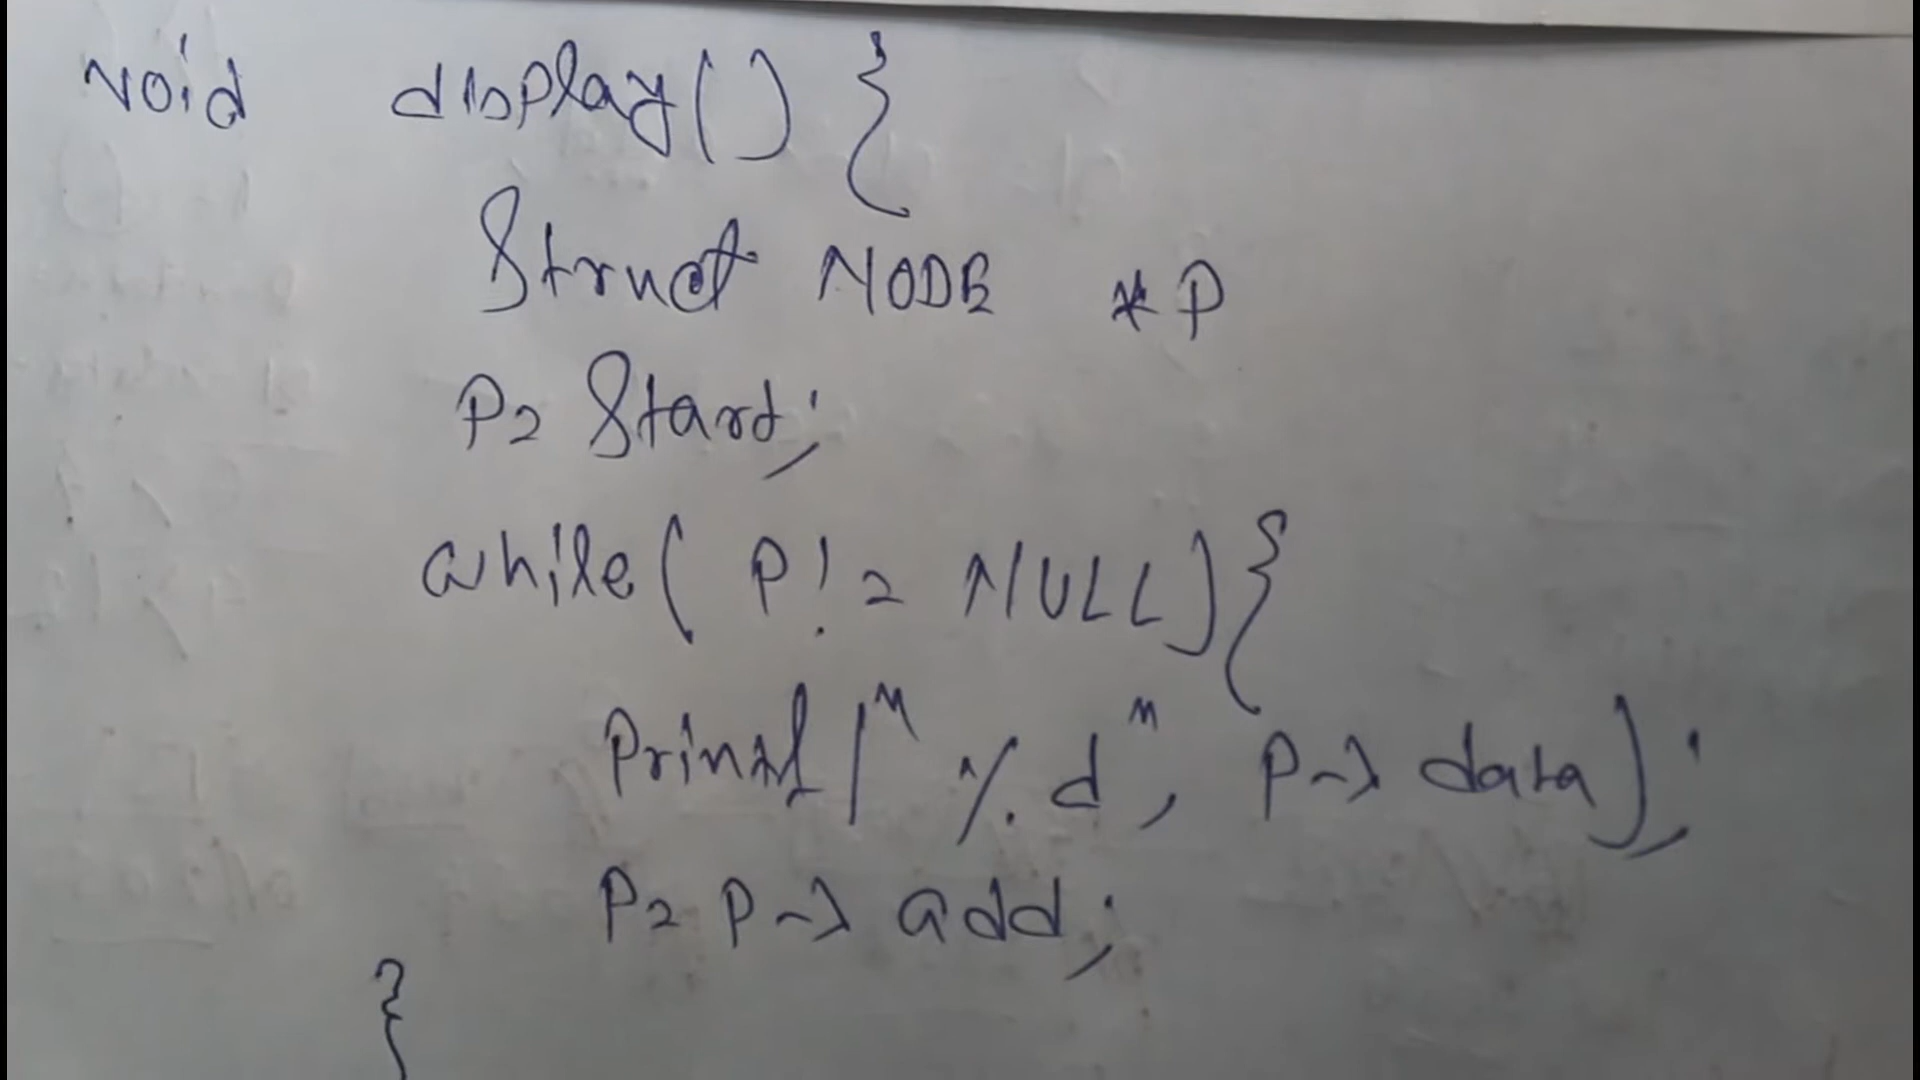 void display() {
struct NODE *P
P = Start;
while( P != NULL) {
printf("%d", P->data);
P = P->add;
}